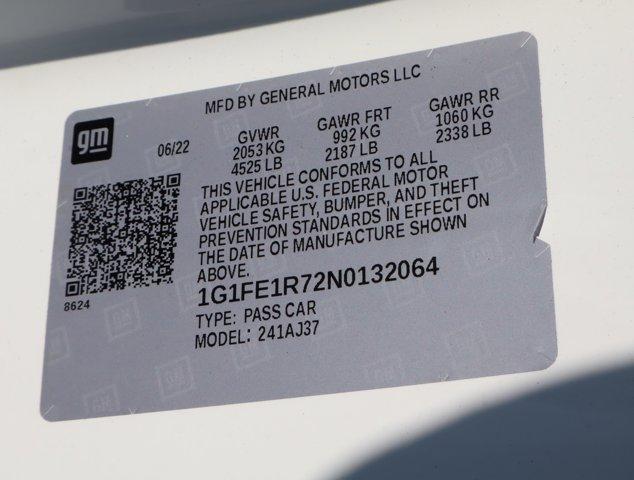 MFD BY GENERAL MOTORS LLC
gm
06/22
GVWR
2053 KG
4525 LB
GAWR FRT
992 KG
2187 LB
GAWR RR
1060 KG
2338 LB
THIS VEHICLE CONFORMS TO ALL
APPLICABLE U.S. FEDERAL MOTOR
VEHICLE SAFETY, BUMPER, AND THEFT
PREVENTION STANDARDS IN EFFECT ON
THE DATE OF MANUFACTURE SHOWN
ABOVE.
8624
1G1FE1R72N0132064
TYPE: PASS CAR
MODEL: 241AJ37